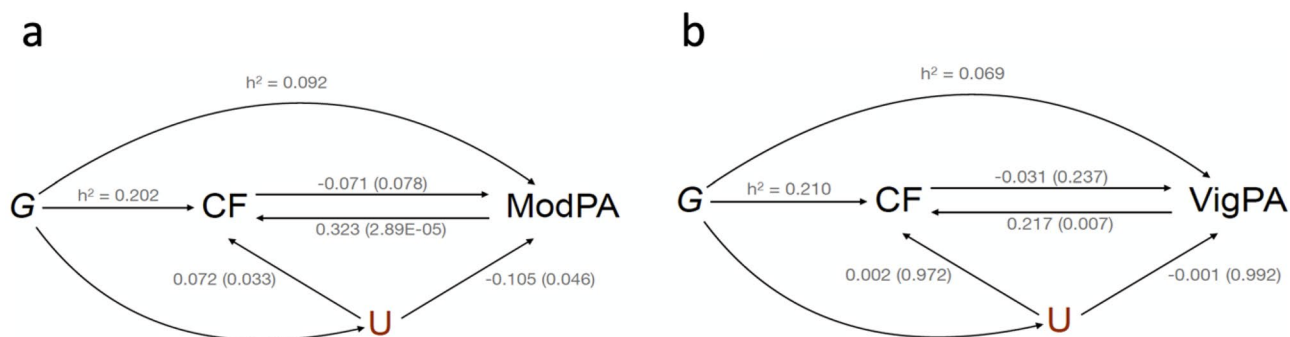 a
h² = 0.092
G
h² = 0.202
CF
-0.071 (0.078)
0.323 (2.89E-05)
ModPA
0.072 (0.033)
-0.105 (0.046)
U
b
h² = 0.069
G
h² = 0.210
CF
-0.031 (0.237)
0.217 (0.007)
VigPA
0.002 (0.972)
-0.001 (0.992)
U